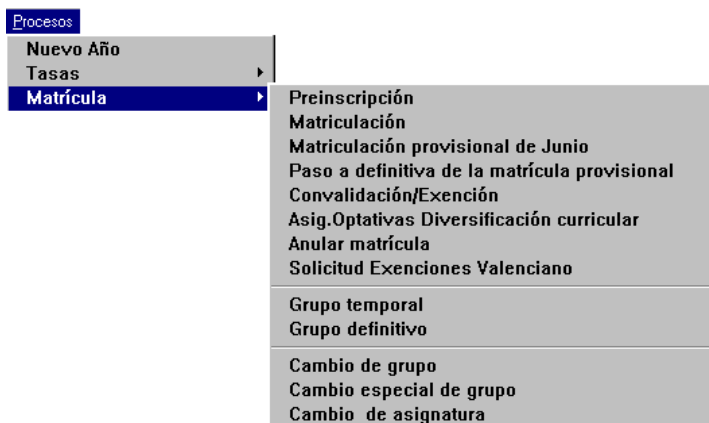 Procesos
Nuevo Año
Tasas
Matrícula
Preinscripción
Matriculación
Matriculación provisional de Junio
Paso a definitiva de la matrícula provisional
Convalidación/Exención
Asig.Optativas Diversificación curricular
Anular matrícula
Solicitud Exenciones Valenciano
Grupo temporal
Grupo definitivo
Cambio de grupo
Cambio especial de grupo
Cambio de asignatura